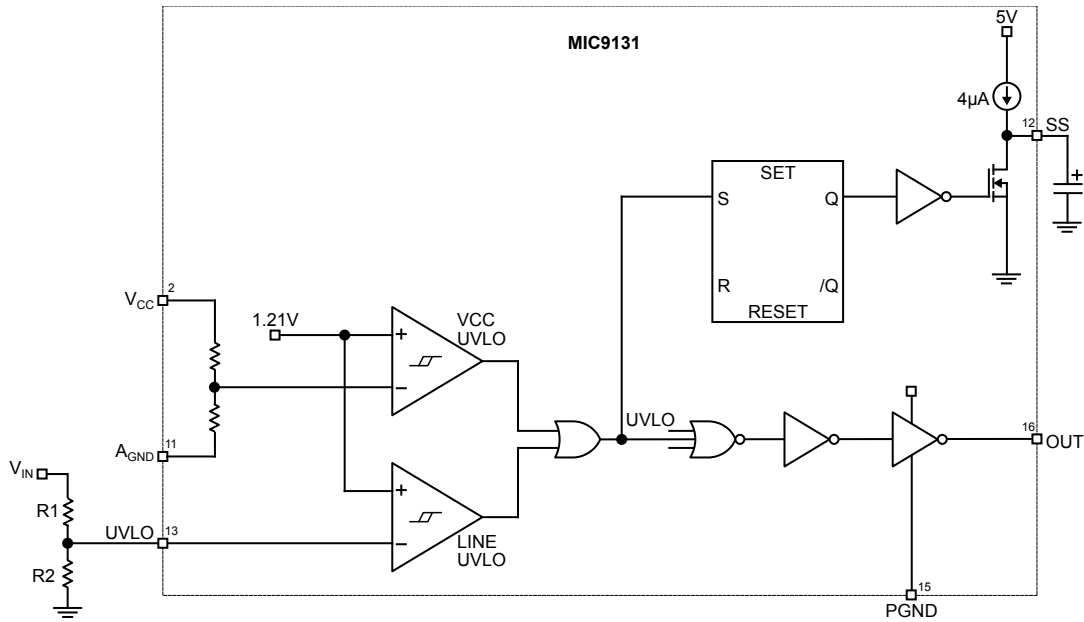 5V
MIC9131
4µA
12
SS
+
SET
S
Q
R
/Q
RESET
2
VCC
1.21V
+
VCC
UVLO
−
UVLO
16
OUT
11
AGND
VIN
+
R1
UVLO
13
−
LINE
UVLO
R2
15
PGND